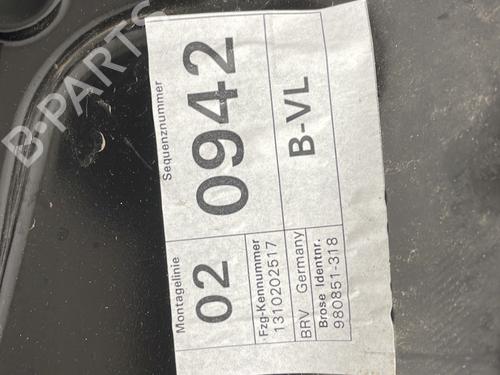 Montagelinie Sequenznummer
02 0942
Fzg-Kennummer
1310202517
B-VL
BRV Germany
Brose Identnr.
980851-318
B-PARTS